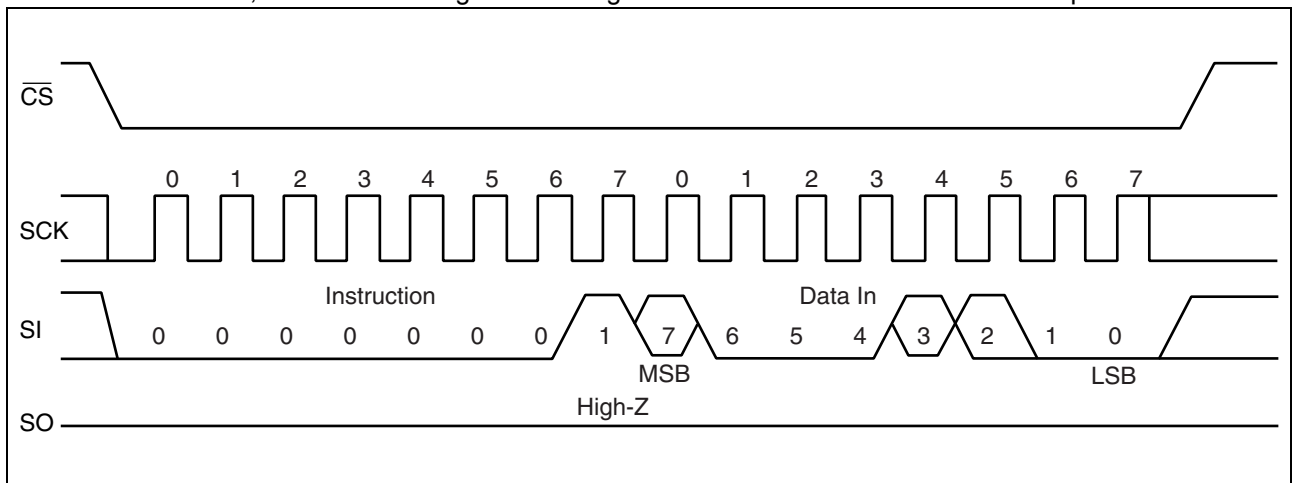 CS
0 1 2 3 4 5 6 7 0 1 2 3 4 5 6 7
SCK
Instruction Data In
SI 0 0 0 0 0 0 0 1 7 6 5 4 3 2 1 0
MSB LSB
High-Z
SO